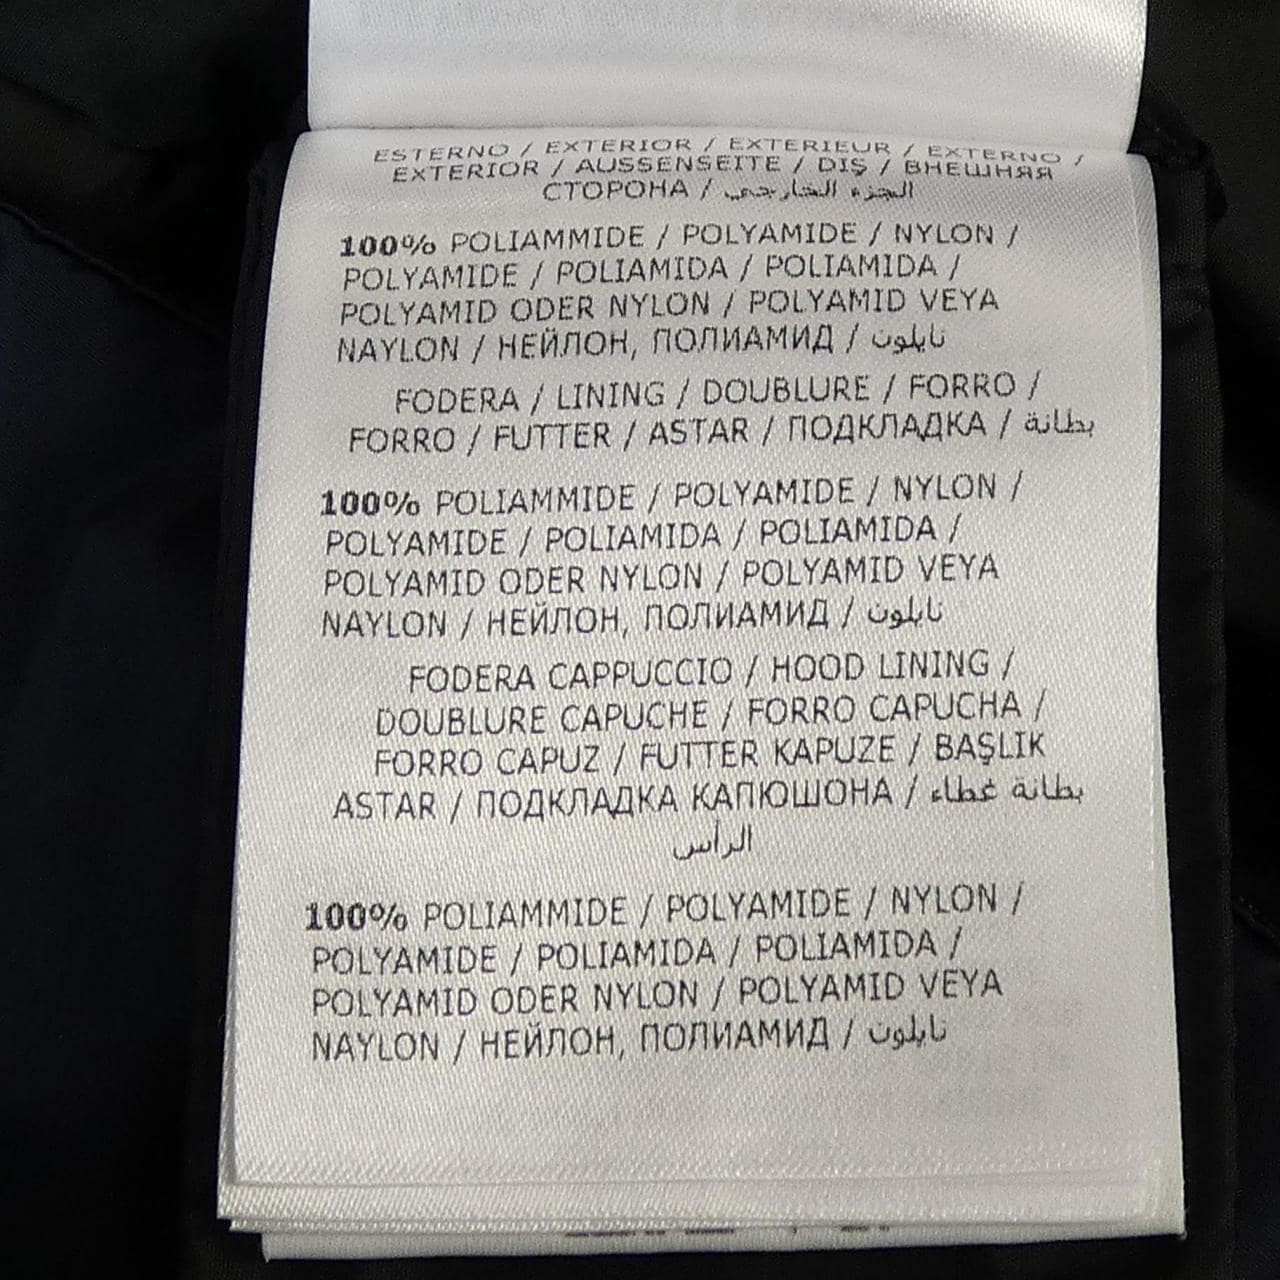 ESTERNO / EXTERIOR / EXTERIEUR / EXTERNO /
EXTERIOR / AUSSENSEITE / DIŞ / ВНЕШНЯЯ
СТОРОНА / الجزء الخارجي
100% POLIAMMIDE / POLYAMIDE / NYLON /
POLYAMIDE / POLIAMIDA / POLIAMIDA /
POLYAMID ODER NYLON / POLYAMID VEYA
NAYLON / НЕЙЛОН, ПОЛИАМИД / نايلون
FODERA / LINING / DOUBLURE / FORRO /
FORRO / FUTTER / ASTAR / ПОДКЛАДКА / بطانة
100% POLIAMMIDE / POLYAMIDE / NYLON /
POLYAMIDE / POLIAMIDA / POLIAMIDA /
POLYAMID ODER NYLON / POLYAMID VEYA
NAYLON / НЕЙЛОН, ПОЛИАМИД / نايلون
FODERA CAPPUCCIO / HOOD LINING /
DOUBLURE CAPUCHE / FORRO CAPUCHA /
FORRO CAPUZ / FUTTER KAPUZE / BAŞLIK
ASTAR / ПОДКЛАДКА КАПЮШОНА / بطانة غطاء
الرأس
100% POLIAMMIDE / POLYAMIDE / NYLON /
POLYAMIDE / POLIAMIDA / POLIAMIDA /
POLYAMID ODER NYLON / POLYAMID VEYA
NAYLON / НЕЙЛОН, ПОЛИАМИД / نايلون